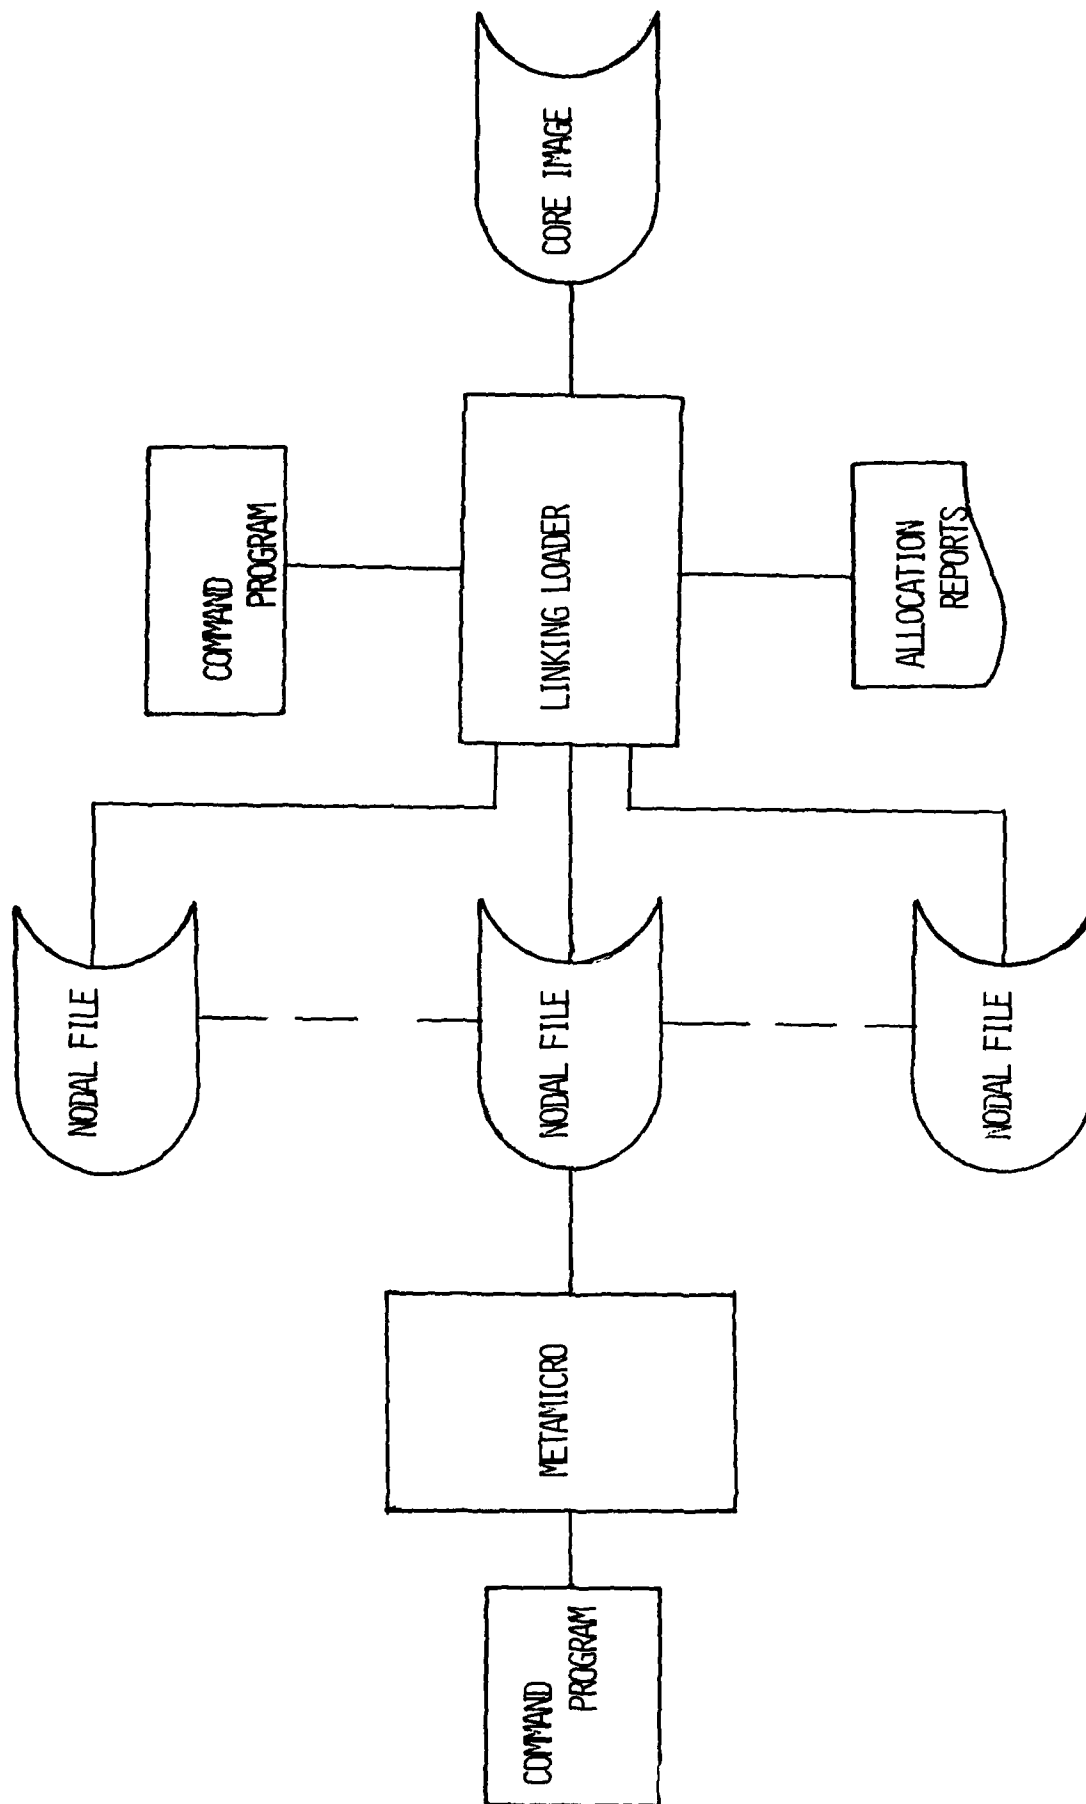 NODAL FILE
COMMAND
PROGRAM
COMMAND
PROGRAM
METAMICRO
NODAL FILE
LINKING LOADER
CORE IMAGE
NODAL FILE
ALLOCATION
REPORTS